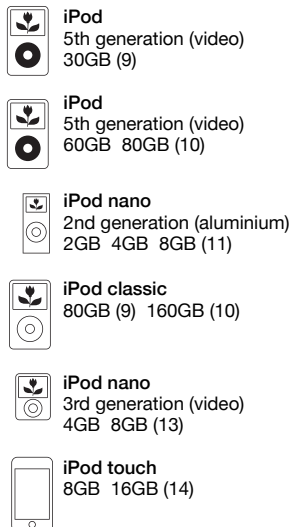 iPod
5th generation (video)
30GB (9)
iPod
5th generation (video)
60GB 80GB (10)
iPod nano
2nd generation (aluminium)
2GB 4GB 8GB (11)
iPod classic
80GB (9) 160GB (10)
iPod nano
3rd generation (video)
4GB 8GB (13)
iPod touch
8GB 16GB (14)